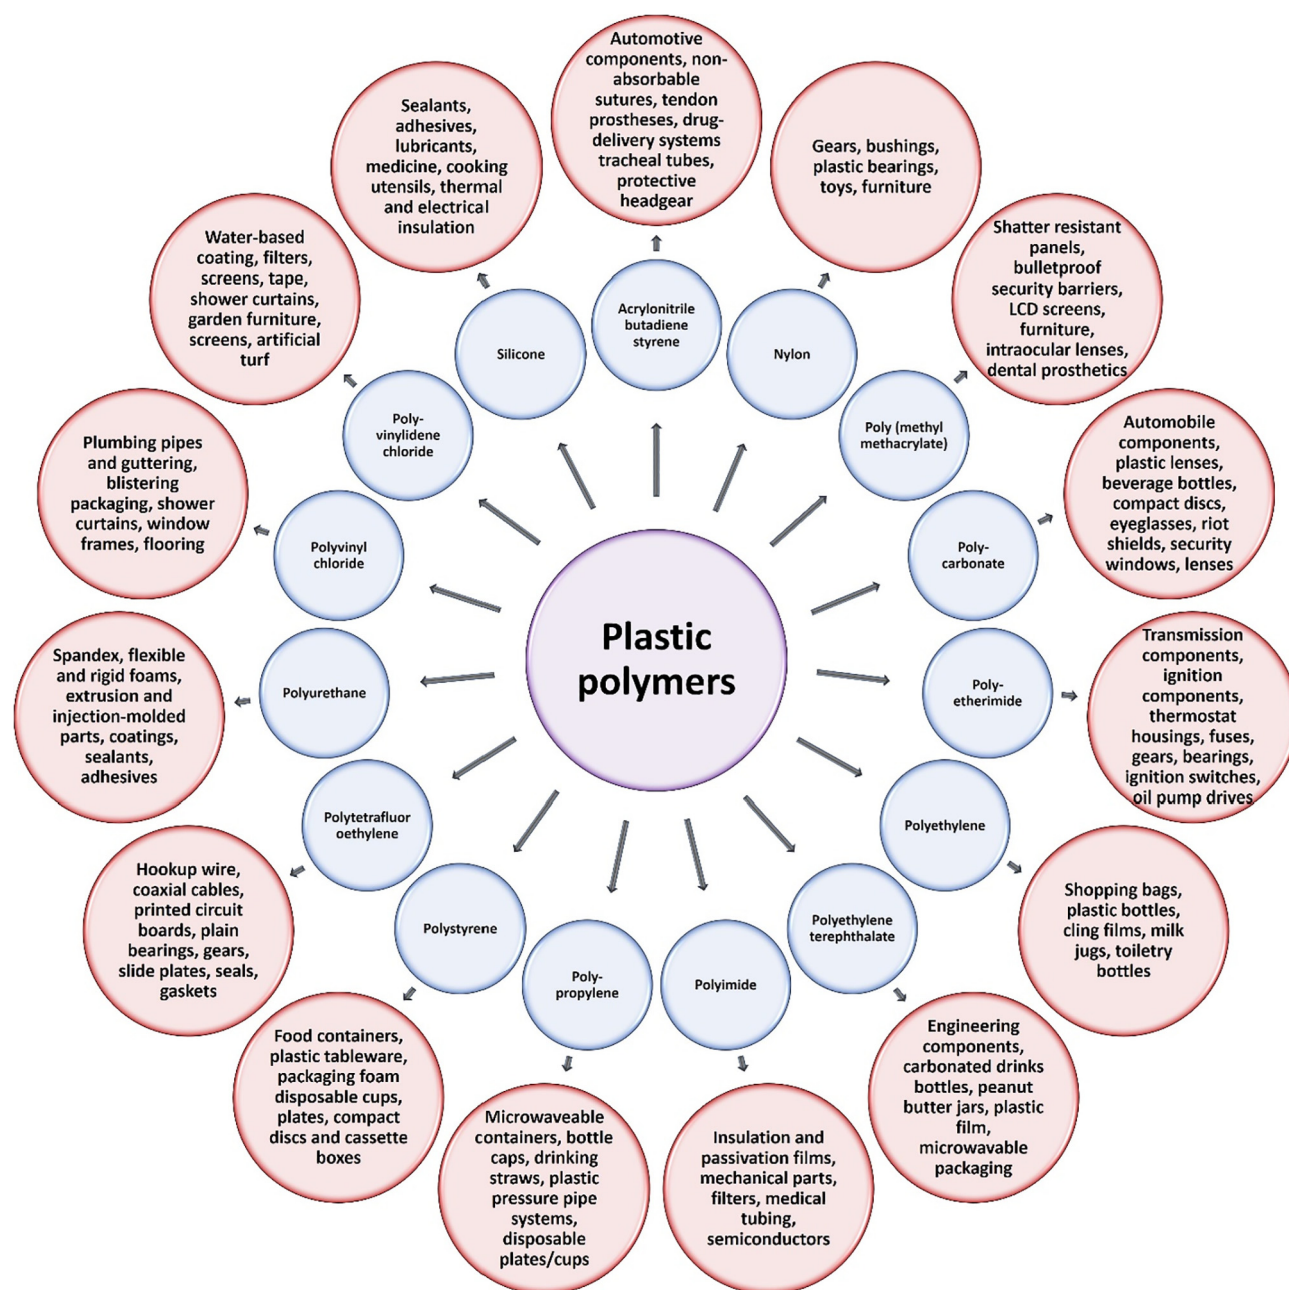 Plastic
polymers
Acrylonitrile
butadiene
styrene
Automotive
components, non-
absorbable
sutures, tendon
prostheses, drug-
delivery systems
tracheal tubes,
protective
headgear
Nylon
Gears, bushings,
plastic bearings,
toys, furniture
Poly (methyl
methacrylate)
Shatter resistant
panels,
bulletproof
security barriers,
LCD screens,
furniture,
intraocular lenses,
dental prosthetics
Poly-
carbonate
Automobile
components,
plastic lenses,
beverage bottles,
compact discs,
eyeglasses, riot
shields, security
windows, lenses
Poly-
etherimide
Transmission
components,
ignition
components,
thermostat
housings, fuses,
gears, bearings,
ignition switches,
oil pump drives
Polyethylene
Shopping bags,
plastic bottles,
cling films, milk
jugs, toiletry
bottles
Polyethylene
terephthalate
Engineering
components,
carbonated drinks
bottles, peanut
butter jars, plastic
film,
microwavable
packaging
Polyimide
Insulation and
passivation films,
mechanical parts,
filters, medical
tubing,
semiconductors
Poly-
propylene
Microwaveable
containers, bottle
caps, drinking
straws, plastic
pressure pipe
systems,
disposable
plates/cups
Polystyrene
Food containers,
plastic tableware,
packaging foam
disposable cups,
plates, compact
discs and cassette
boxes
Polytetrafluor
oethylene
Hookup wire,
coaxial cables,
printed circuit
boards, plain
bearings, gears,
slide plates, seals,
gaskets
Polyurethane
Spandex, flexible
and rigid foams,
extrusion and
injection-molded
parts, coatings,
sealants,
adhesives
Polyvinyl
chloride
Plumbing pipes
and guttering,
blistering
packaging, shower
curtains, window
frames, flooring
Poly-
vinylidene
chloride
Water-based
coating, filters,
screens, tape,
shower curtains,
garden furniture,
screens, artificial
turf
Silicone
Sealants,
adhesives,
lubricants,
medicine, cooking
utensils, thermal
and electrical
insulation